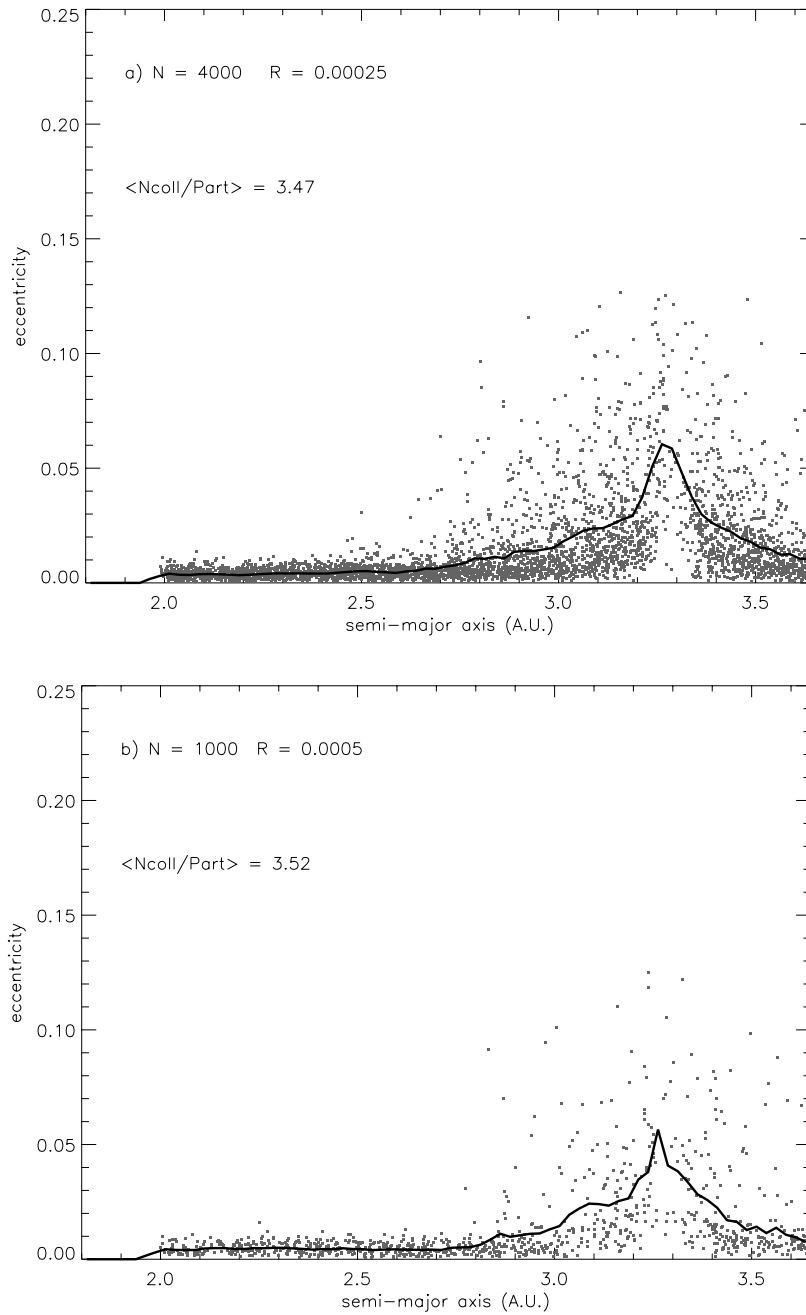 0.25
a) N = 4000 R = 0.00025
0.20
<Ncoll/Part> = 3.47
0.15
eccentricity
0.10
0.05
0.00
2.0 2.5 3.0 3.5
semi-major axis (A.U.)
0.25
b) N = 1000 R = 0.0005
0.20
<Ncoll/Part> = 3.52
0.15
eccentricity
0.10
0.05
0.00
2.0 2.5 3.0 3.5
semi-major axis (A.U.)